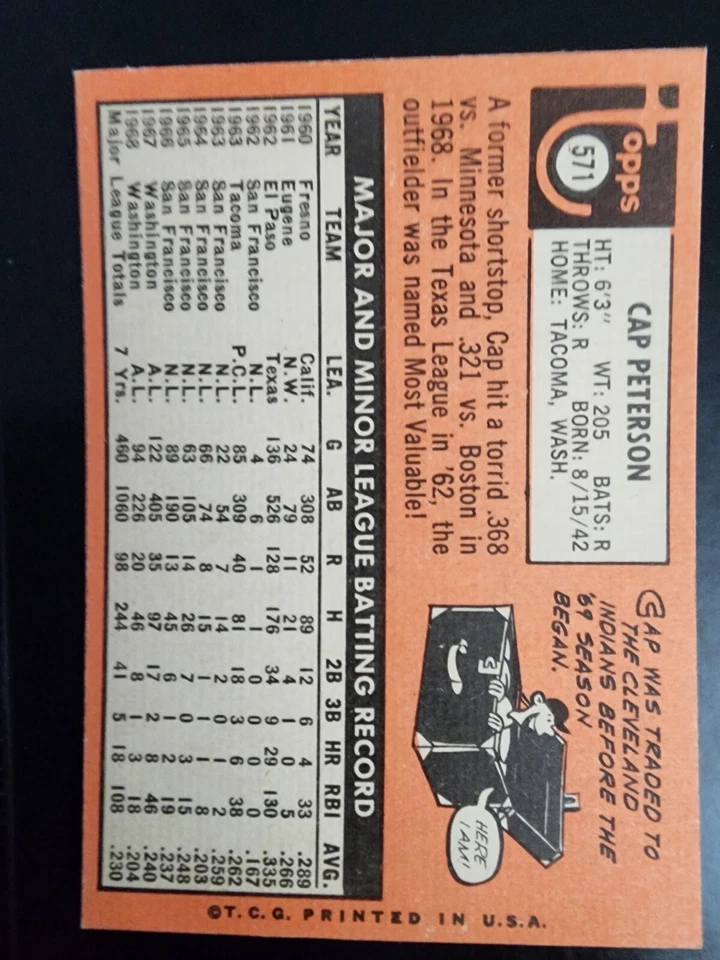 Topps
571
CAP PETERSON
HT: 6'3" WT: 205 BATS: R
THROWS: R BORN: 8/15/42
HOME: TACOMA, WASH.
CAP WAS TRADED TO
THE CLEVELAND
INDIANS BEFORE THE
'69 SEASON
BEGAN.
HERE
I AM!
A former shortstop, Cap hit a torrid .368
vs. Minnesota and .321 vs. Boston in
1968. In the Texas League in '62, the
outfielder was named Most Valuable!
MAJOR AND MINOR LEAGUE BATTING RECORD
YEAR TEAM LEA. G AB R H 2B 3B HR RBI AVG.
1960 Fresno Calif. 74 308 52 89 12 6 4 33 .289
1961 Eugene N.W. 24 79 11 21 4 1 0 5 .266
1962 El Paso Texas 136 526 128 176 34 9 29 130 .335
1962 San Francisco N.L. 4 6 1 1 0 0 0 0 .167
1963 Tacoma P.C.L. 85 309 40 81 18 3 6 38 .262
1963 San Francisco N.L. 22 54 7 14 2 0 1 2 .259
1964 San Francisco N.L. 66 74 8 15 1 1 1 8 .203
1965 San Francisco N.L. 63 105 14 26 7 0 3 15 .248
1966 San Francisco N.L. 89 190 13 45 6 1 2 19 .237
1967 Washington A.L. 122 405 35 97 17 2 8 46 .240
1968 Washington A.L. 94 226 20 46 8 1 3 18 .204
Major League Totals 7 Yrs. 460 1060 98 244 41 5 18 108 .230
©T.C.G. PRINTED IN U.S.A.